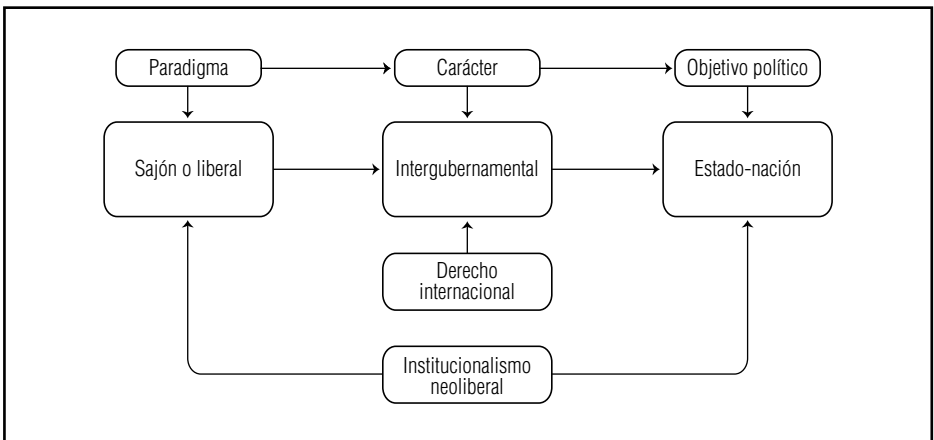 Paradigma
Carácter
Objetivo político
Sajón o liberal
Intergubernamental
Estado-nación
Derecho
internacional
Institucionalismo
neoliberal